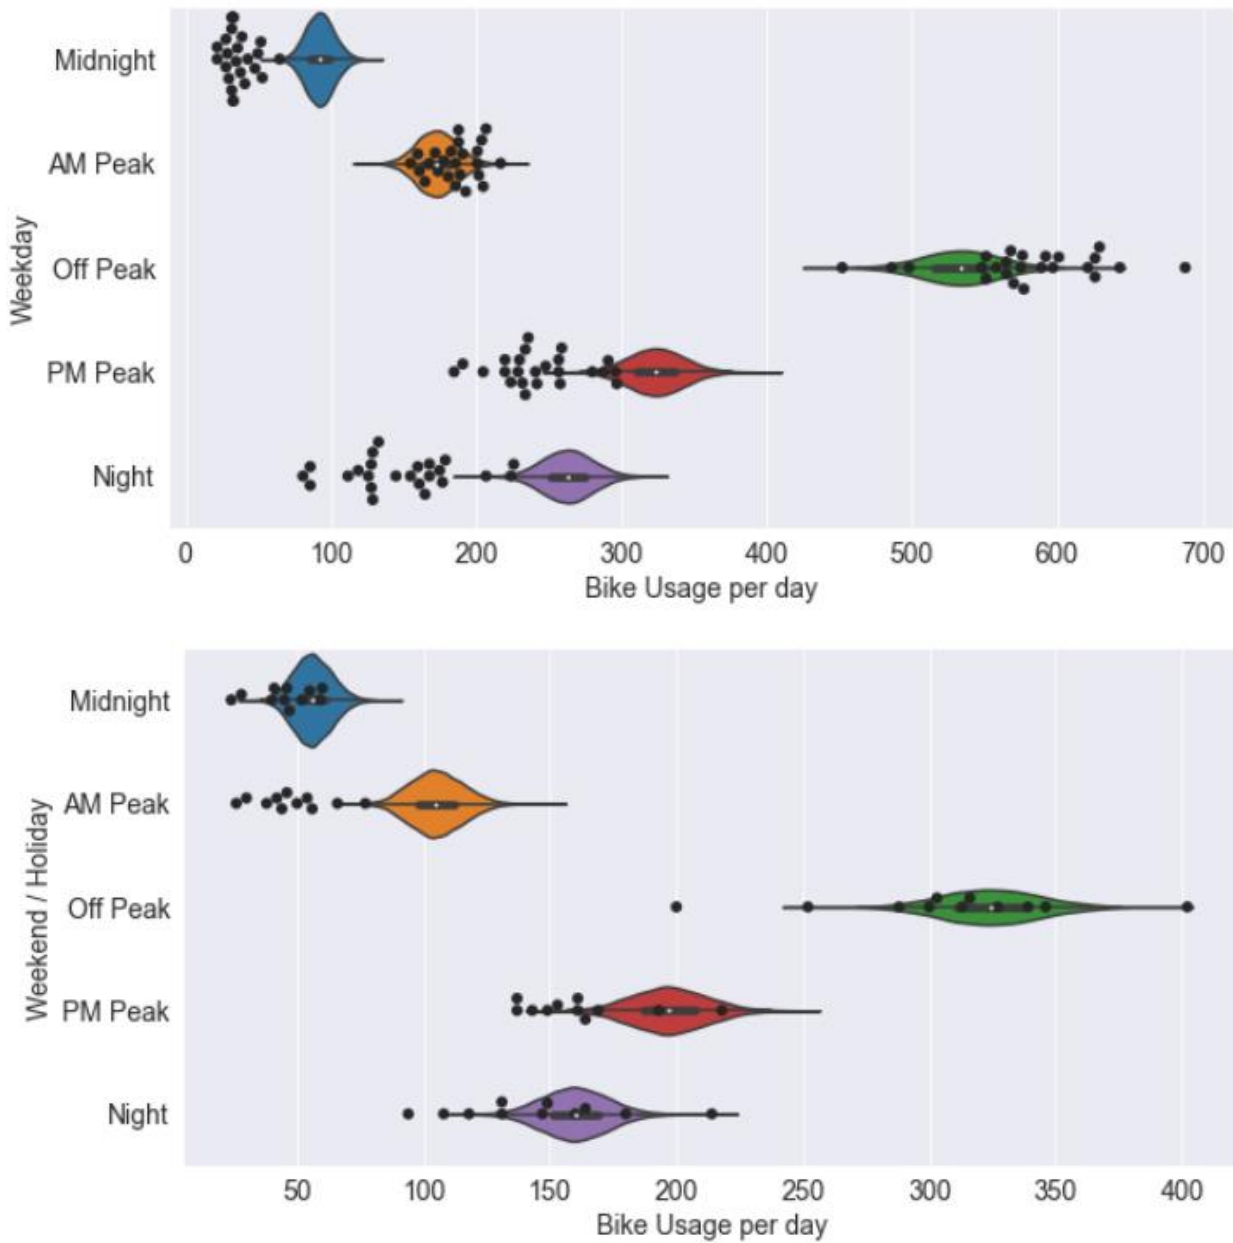 Midnight
AM Peak
Off Peak
PM Peak
Night
Weekday
0 100 200 300 400 500 600 700
Bike Usage per day
Midnight
AM Peak
Off Peak
PM Peak
Night
Weekend / Holiday
50 100 150 200 250 300 350 400
Bike Usage per day